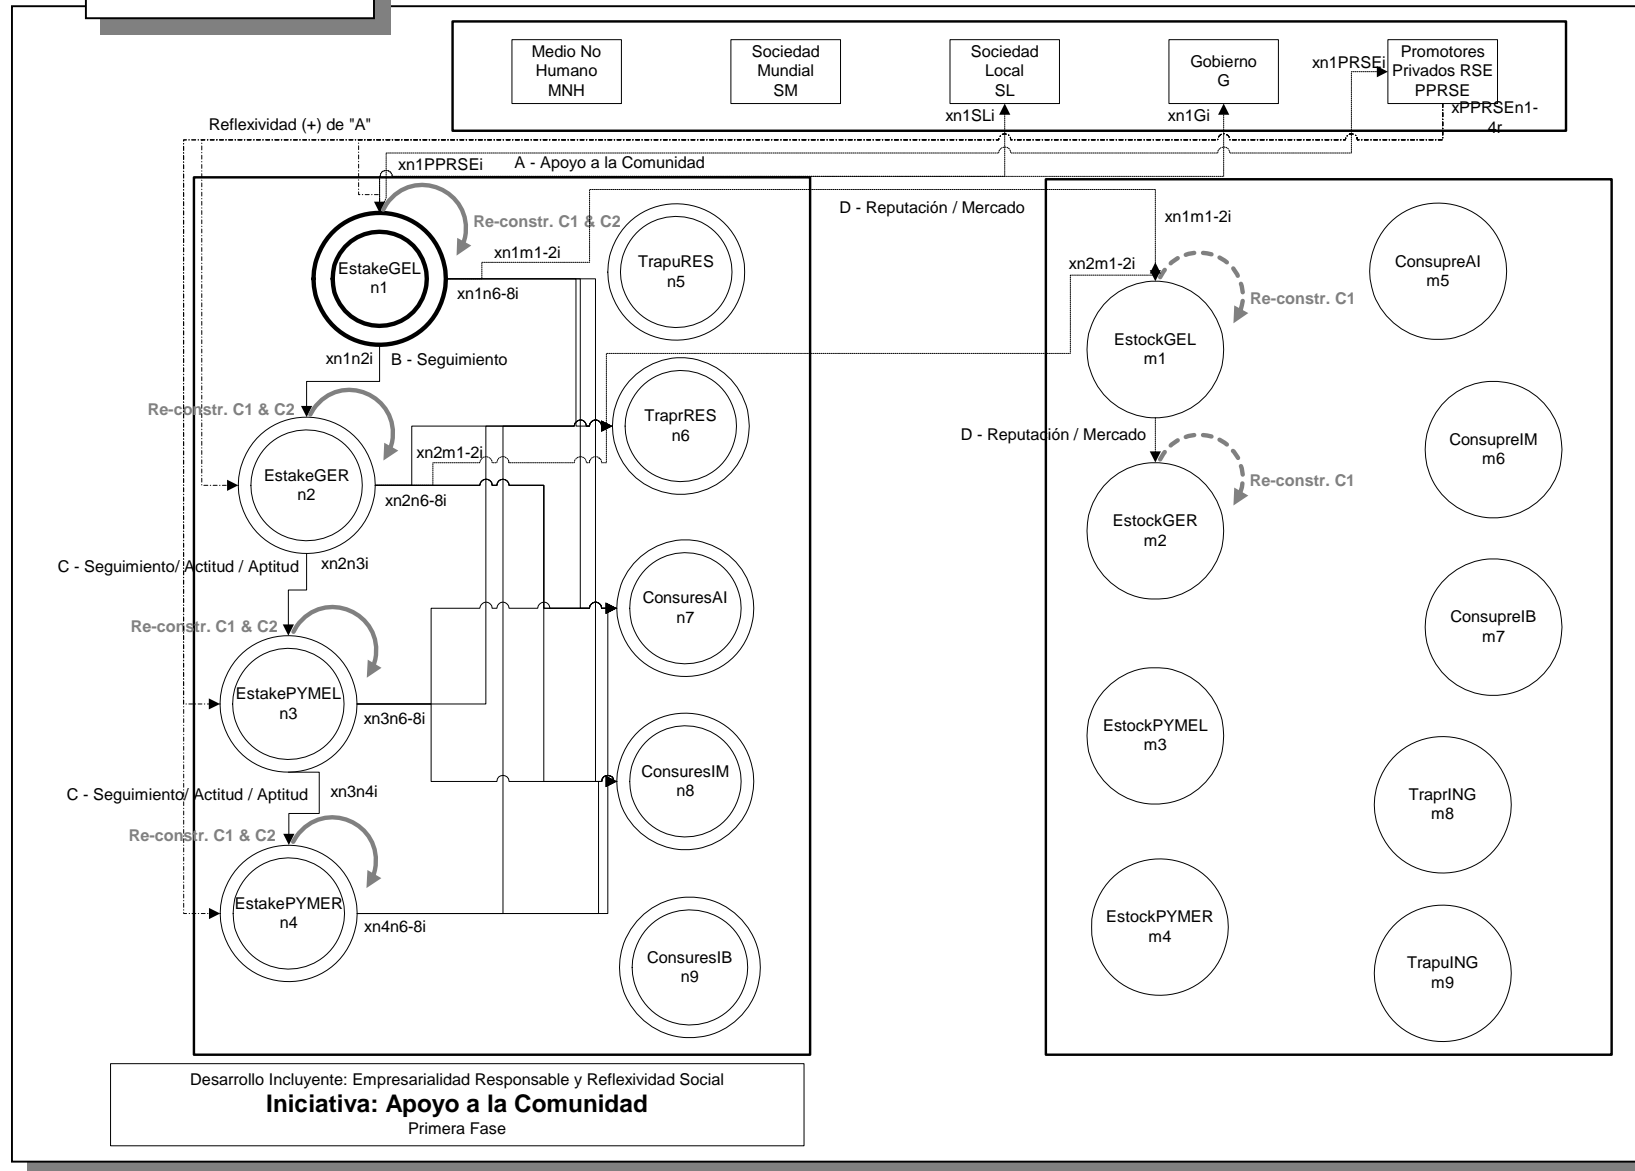 Medio No
Humano
MNH
Sociedad
Mundial
SM
Sociedad
Local
SL
Gobierno
G
Promotores
Privados RSE
PPRSE
xn1PRSEi
xn1SLi
xn1Gi
xPPRSEn1-
4r
Reflexividad (+) de "A"
xn1PPRSEi
A - Apoyo a la Comunidad
Re-constr. C1 & C2
D - Reputación / Mercado
xn1m1-2i
EstakeGEL
n1
xn1m1-2i
xn1n6-8i
TrapuRES
n5
xn2m1-2i
Re-constr. C1
ConsupreAI
m5
EstockGEL
m1
xn1n2i
B - Seguimiento
Re-constr. C1 & C2
TraprRES
n6
D - Reputación / Mercado
ConsupreIM
m6
EstakeGER
n2
xn2m1-2i
xn2n6-8i
Re-constr. C1
EstockGER
m2
C - Seguimiento/ Actitud / Aptitud
xn2n3i
ConsuresAI
n7
ConsupreIB
m7
Re-constr. C1 & C2
EstakePYMEL
n3
xn3n6-8i
EstockPYMEL
m3
ConsuresIM
n8
C - Seguimiento/ Actitud / Aptitud
xn3n4i
TraprING
m8
Re-constr. C1 & C2
EstakePYMER
n4
xn4n6-8i
EstockPYMER
m4
ConsuresIB
n9
TrapuING
m9
Desarrollo Incluyente: Empresarialidad Responsable y Reflexividad Social
Iniciativa: Apoyo a la Comunidad
Primera Fase